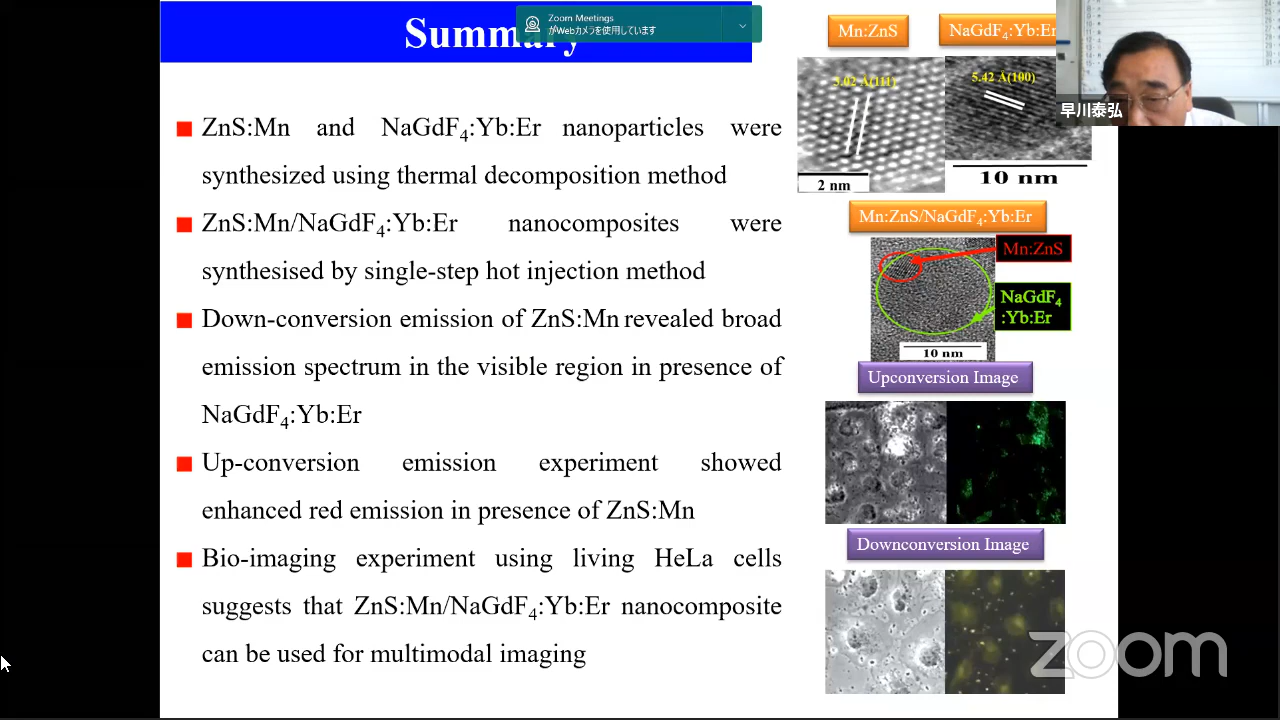 Summary
Zoom Meetings
がWebカメラを使用しています
ZnS:Mn and NaGdF₄:Yb:Er nanoparticles were
synthesized using thermal decomposition method
ZnS:Mn/NaGdF₄:Yb:Er nanocomposites were
synthesised by single-step hot injection method
Down-conversion emission of ZnS:Mn revealed broad
emission spectrum in the visible region in presence of
NaGdF₄:Yb:Er
Up-conversion emission experiment showed
enhanced red emission in presence of ZnS:Mn
Bio-imaging experiment using living HeLa cells
suggests that ZnS:Mn/NaGdF₄:Yb:Er nanocomposite
can be used for multimodal imaging
Mn:ZnS
NaGdF₄:Yb:Er
3.02 Å(111)
5.42 Å(100)
2 nm
10 nm
早川泰弘
Mn:ZnS/NaGdF₄:Yb:Er
Mn:ZnS
NaGdF₄
:Yb:Er
10 nm
Upconversion Image
Downconversion Image
zoom